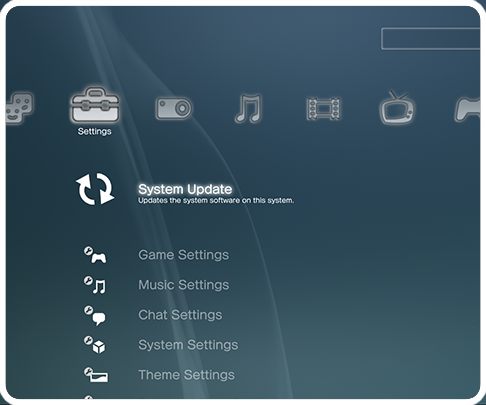 Settings
System Update
Updates the system software on this system.
Game Settings
Music Settings
Chat Settings
System Settings
Theme Settings